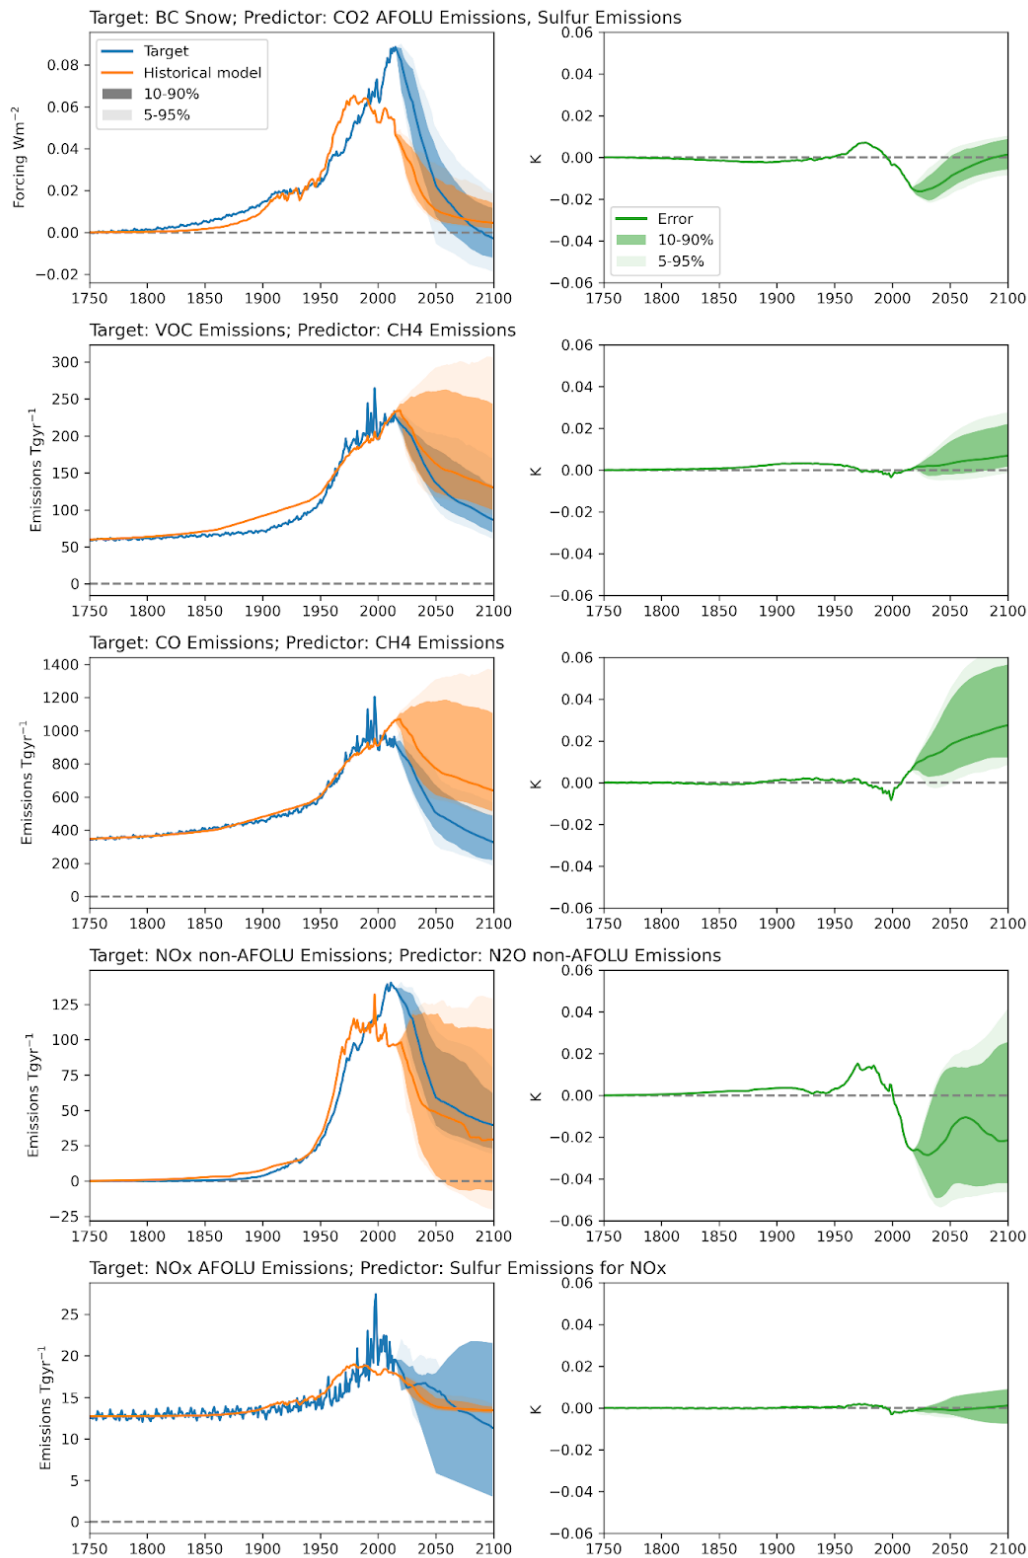 Target: BC Snow; Predictor: CO2 AFOLU Emissions, Sulfur Emissions
Target
Historical model
10-90%
5-95%
Forcing Wm−2
0.08
0.06
0.04
0.02
0.00
−0.02
1750 1800 1850 1900 1950 2000 2050 2100
K
0.06
0.04
0.02
0.00
−0.02
−0.04
−0.06
Error
10-90%
5-95%
1750 1800 1850 1900 1950 2000 2050 2100
Target: VOC Emissions; Predictor: CH4 Emissions
Emissions Tgyr−1
300
250
200
150
100
50
0
1750 1800 1850 1900 1950 2000 2050 2100
K
0.06
0.04
0.02
0.00
−0.02
−0.04
−0.06
1750 1800 1850 1900 1950 2000 2050 2100
Target: CO Emissions; Predictor: CH4 Emissions
Emissions Tgyr−1
1400
1200
1000
800
600
400
200
0
1750 1800 1850 1900 1950 2000 2050 2100
K
0.06
0.04
0.02
0.00
−0.02
−0.04
−0.06
1750 1800 1850 1900 1950 2000 2050 2100
Target: NOx non-AFOLU Emissions; Predictor: N2O non-AFOLU Emissions
Emissions Tgyr−1
125
100
75
50
25
0
−25
1750 1800 1850 1900 1950 2000 2050 2100
K
0.06
0.04
0.02
0.00
−0.02
−0.04
−0.06
1750 1800 1850 1900 1950 2000 2050 2100
Target: NOx AFOLU Emissions; Predictor: Sulfur Emissions for NOx
Emissions Tgyr−1
25
20
15
10
5
0
1750 1800 1850 1900 1950 2000 2050 2100
K
0.06
0.04
0.02
0.00
−0.02
−0.04
−0.06
1750 1800 1850 1900 1950 2000 2050 2100